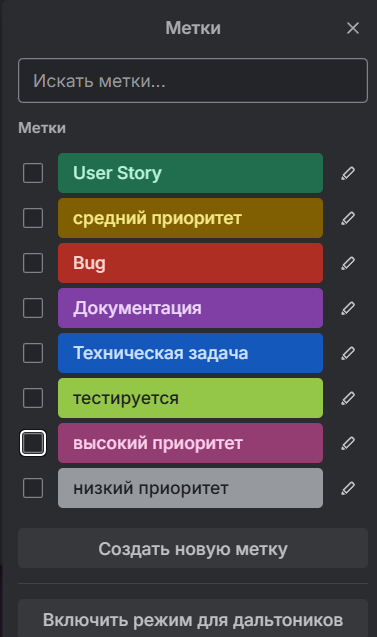 Метки
Искать метки...
Метки
User Story
средний приоритет
Bug
Документация
Техническая задача
тестируется
высокий приоритет
низкий приоритет
Создать новую метку
Включить режим для дальтоников